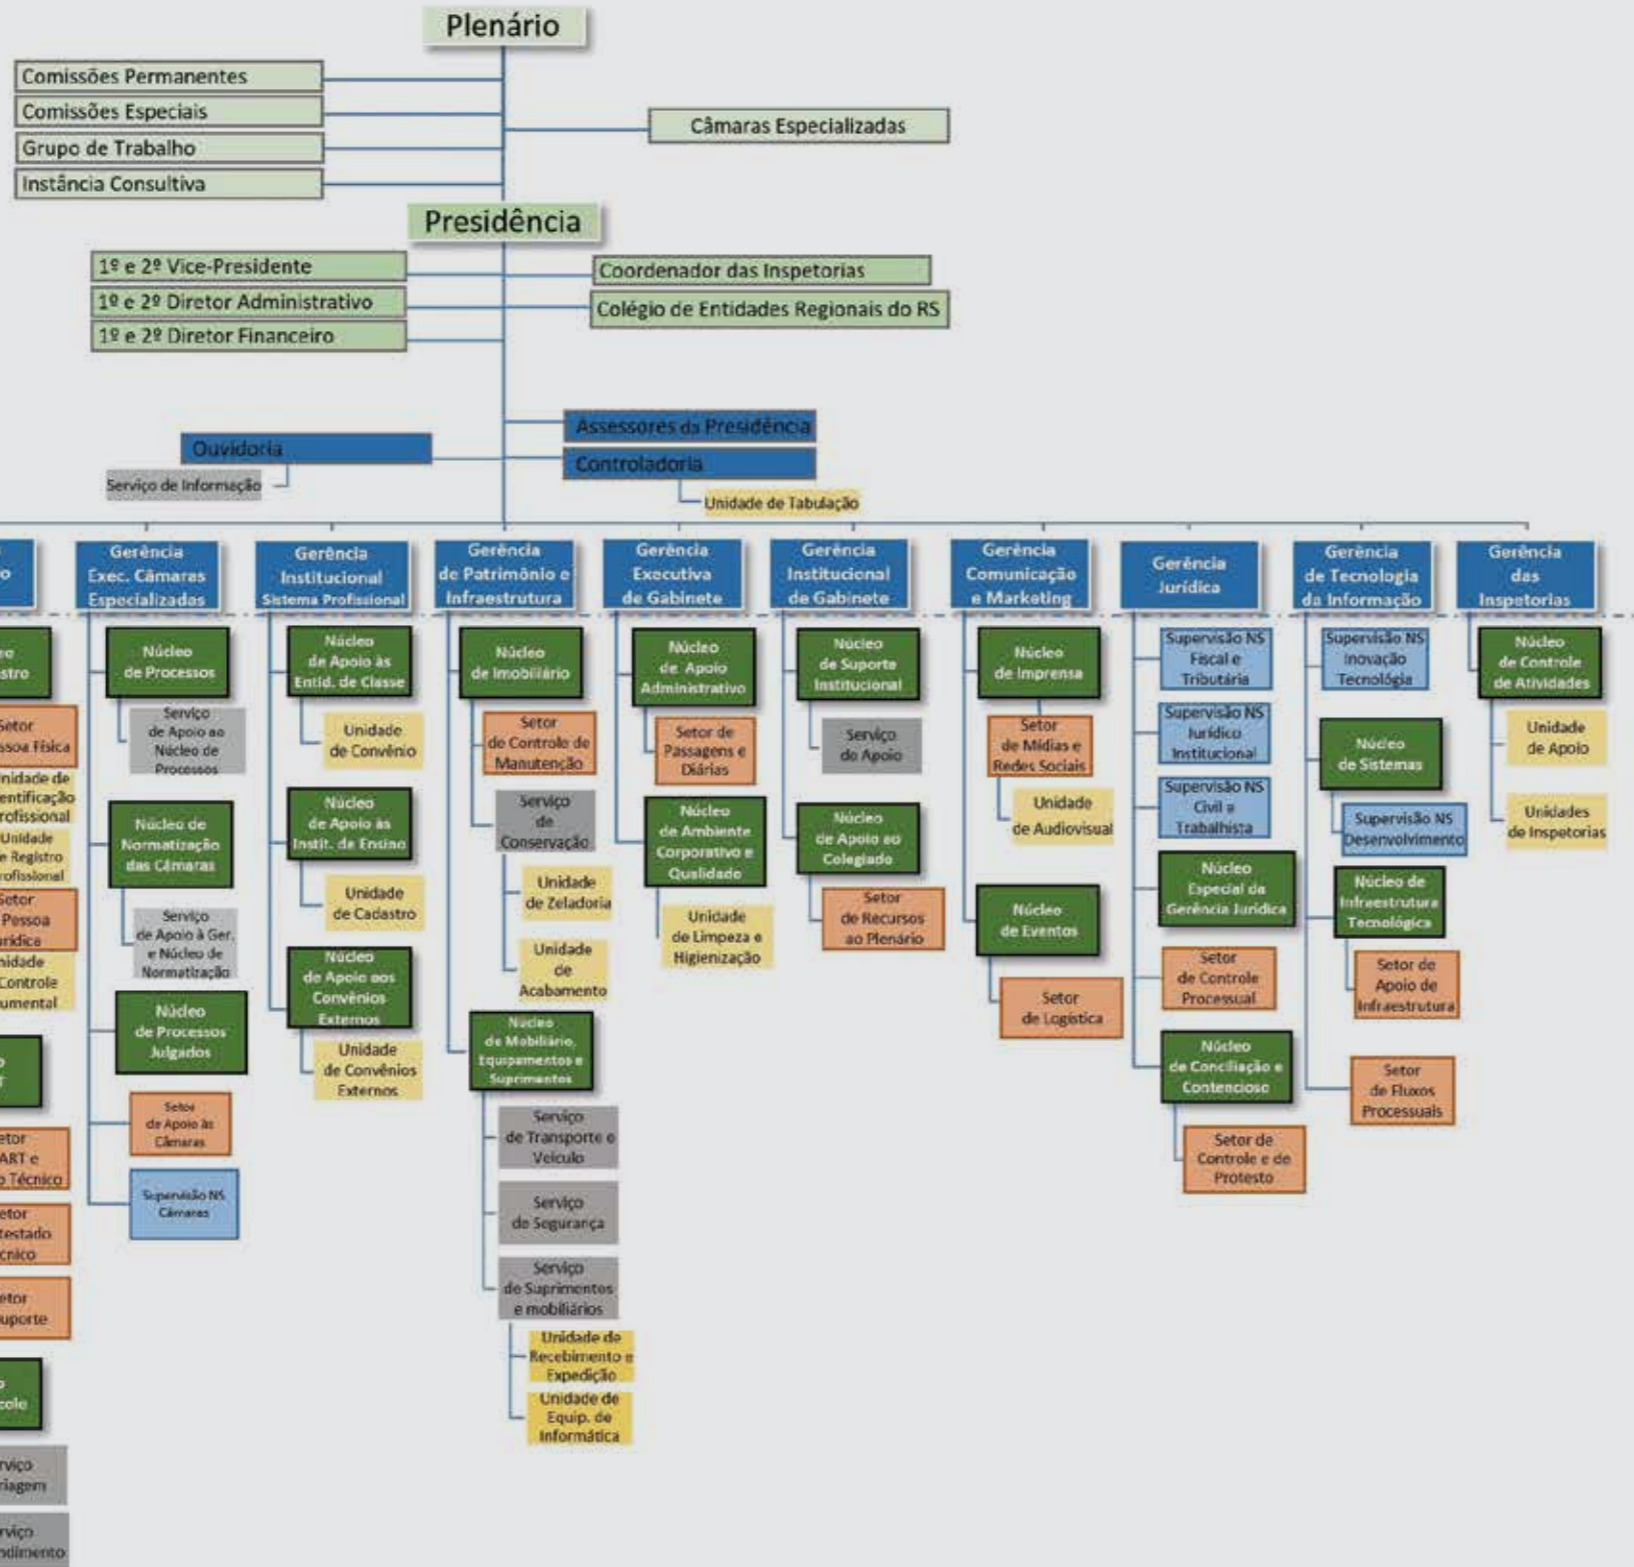 Plenário
Comissões Permanentes
Comissões Especiais
Grupo de Trabalho
Instância Consultiva
Câmaras Especializadas
Presidência
1º e 2º Vice-Presidente
1º e 2º Diretor Administrativo
1º e 2º Diretor Financeiro
Coordenador das Inspetorias
Colégio de Entidades Regionais do RS
Assessores da Presidência
Ouvidoria
Controladoria
Serviço de Informação
Unidade de Tabulação
Setor
Pessoa
Controle
ART e
Técnico
Gerência
Exec. Câmaras
Especializadas
Núcleo
de Processos
Serviço
de Apoio ao
Núcleo de
Processos
Núcleo de
Normatização
das Câmaras
Serviço
de Apoio à Ger.
e Núcleo de
Normatização
Núcleo
de Processos
Julgados
Setor
de Apoio às
Câmaras
Supervisão NS
Câmaras
Gerência
Institucional
Sistema Profissional
Núcleo
de Apoio às
Entid. de Classe
Unidade
de Convênio
Núcleo
de Apoio às
Instit. de Ensino
Unidade
de Cadastro
Núcleo
de Apoio aos
Convênios
Externos
Unidade
de Convênios
Externos
Gerência
de Patrimônio e
Infraestrutura
Núcleo
de Imobiliário
Setor
de Controle de
Manutenção
Serviço
de
Conservação
Unidade
de Zeladoria
Unidade
de
Acabamento
Núcleo
de Mobiliário,
Equipamentos e
Suprimentos
Serviço
de Transporte e
Veículo
Serviço
de Segurança
Serviço
de Suprimentos
e mobiliários
Unidade de
Recebimento e
Expedição
Unidade de
Equip. de
Informática
Gerência
Executiva
de Gabinete
Núcleo
de Apoio
Administrativo
Setor de
Passagens e
Diárias
Núcleo
de Ambiente
Corporativo e
Qualidade
Unidade
de Limpeza e
Higienização
Gerência
Institucional
de Gabinete
Núcleo
de Suporte
Institucional
Serviço
de Apoio
Núcleo
de Apoio ao
Colegiado
Setor
de Recursos
ao Plenário
Gerência
Comunicação
e Marketing
Núcleo
de Imprensa
Setor
de Mídias e
Redes Sociais
Unidade
de Audiovisual
Núcleo
de Eventos
Setor
de Logística
Gerência
Jurídica
Supervisão NS
Fiscal e
Tributária
Supervisão NS
Jurídico
Institucional
Supervisão NS
Civil e
Trabalhista
Núcleo
Especial da
Gerência Jurídica
Setor
de Controle
Processual
Núcleo
de Conciliação e
Contencioso
Setor de
Controle e de
Protesto
Gerência
de Tecnologia
da Informação
Supervisão NS
Inovação
Tecnológia
Núcleo
de Sistemas
Supervisão NS
Desenvolvimento
Núcleo de
Infraestrutura
Tecnológica
Setor de
Apoio de
Infraestrutura
Setor
de Fluxos
Processuais
Gerência
das
Inspetorias
Núcleo
de Controle
de Atividades
Unidade
de Apoio
Unidades
de Inspetorias